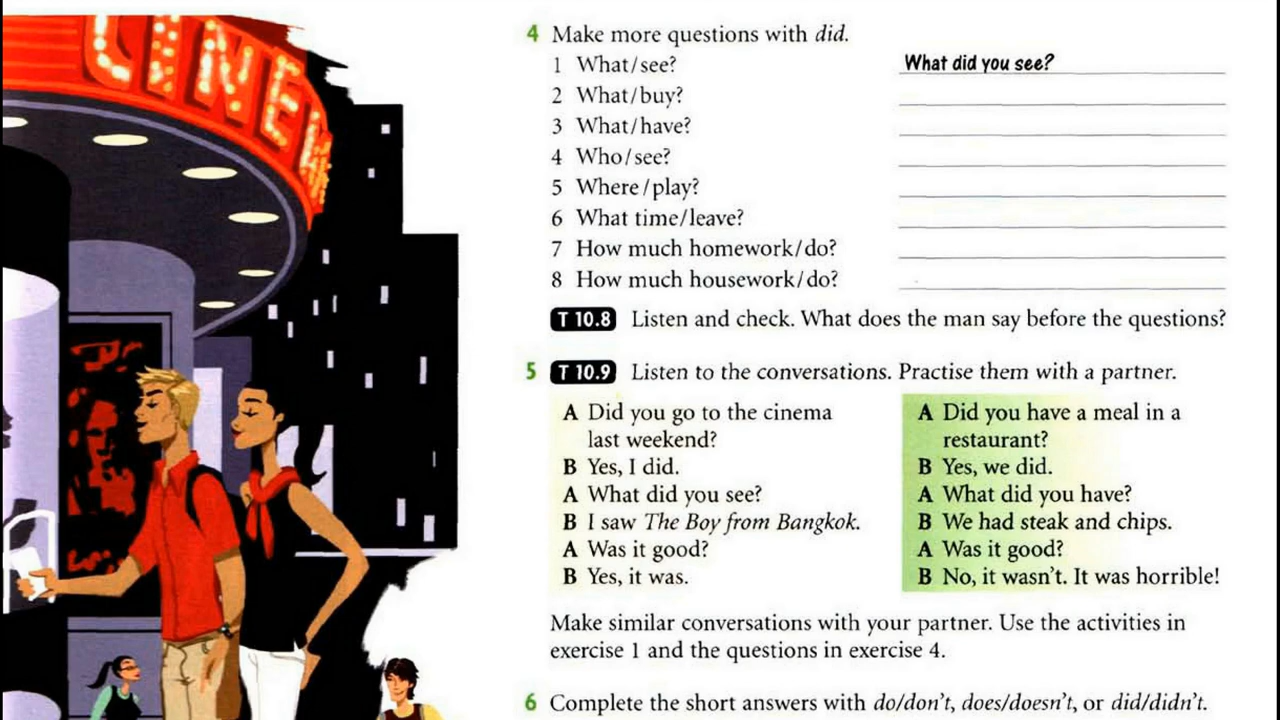 CINEMA
4 Make more questions with did.
1 What/see? What did you see?
2 What/buy?
3 What/have?
4 Who/see?
5 Where/play?
6 What time/leave?
7 How much homework/do?
8 How much housework/do?
T 10.8 Listen and check. What does the man say before the questions?
5 T 10.9 Listen to the conversations. Practise them with a partner.
A Did you go to the cinema
last weekend?
B Yes, I did.
A What did you see?
B I saw The Boy from Bangkok.
A Was it good?
B Yes, it was.
A Did you have a meal in a
restaurant?
B Yes, we did.
A What did you have?
B We had steak and chips.
A Was it good?
B No, it wasn't. It was horrible!
Make similar conversations with your partner. Use the activities in
exercise 1 and the questions in exercise 4.
6 Complete the short answers with do/don't, does/doesn't, or did/didn't.